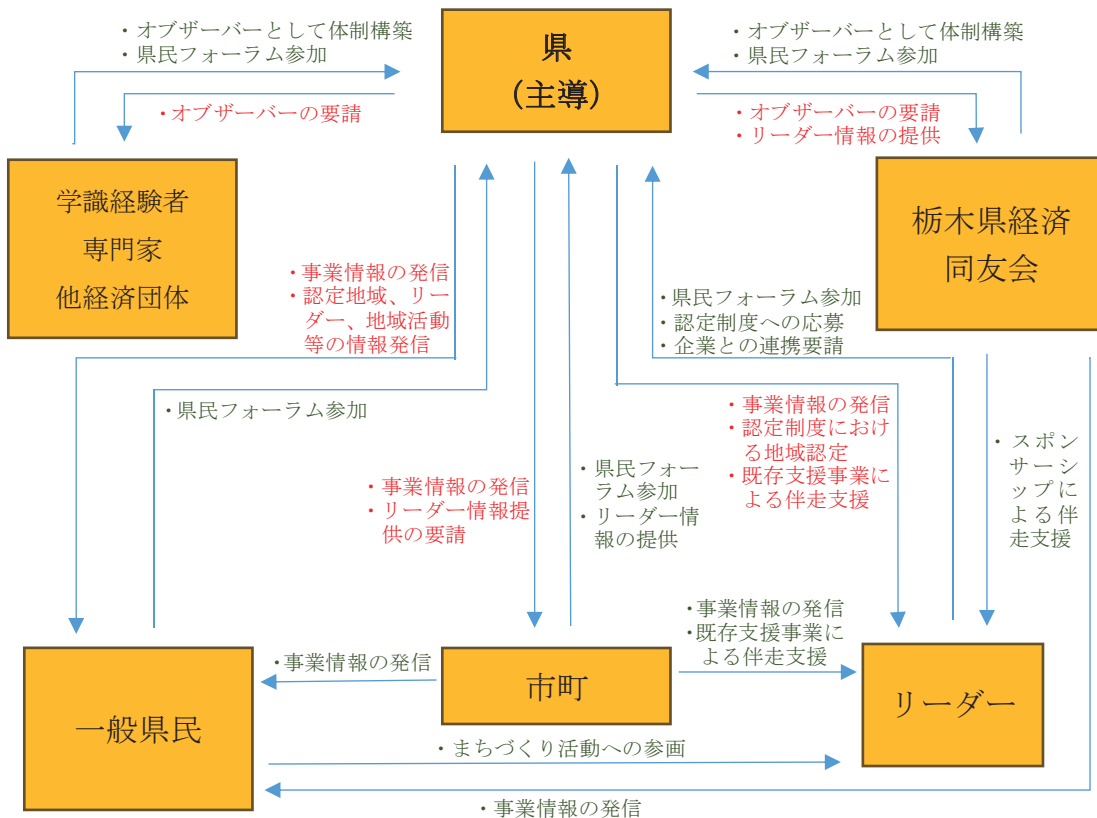 ・オブザーバーとして体制構築
・県民フォーラム参加
県
(主導)
・オブザーバーとして体制構築
・県民フォーラム参加
・オブザーバーの要請
・オブザーバーの要請
・リーダー情報の提供
学識経験者
専門家
他経済団体
栃木県経済
同友会
・事業情報の発信
・認定地域、リー
ダー、地域活動
等の情報発信
・県民フォーラム参加
・認定制度への応募
・企業との連携要請
・県民フォーラム参加
・事業情報の発信
・認定制度における
地域認定
・既存支援事業に
よる伴走支援
・スポン
サーシ
ップに
よる伴
走支援
・事業情報の発信
・リーダー情報提
供の要請
・県民フォー
ラム参加
・リーダー情
報の提供
・事業情報の発信
・既存支援事業に
よる伴走支援
・事業情報の発信
市町
リーダー
一般県民
・まちづくり活動への参画
・事業情報の発信